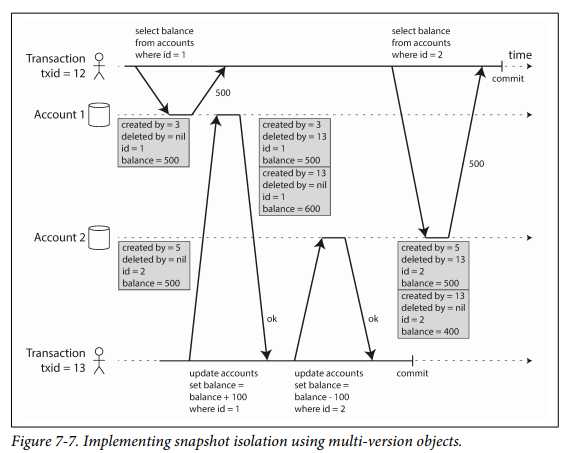 select balance
from accounts
where id = 1
select balance
from accounts
where id = 2
Transaction
txid = 12
time
commit
500
Account 1
created by = 3
deleted by = nil
id = 1
balance = 500
created by = 3
deleted by = 13
id = 1
balance = 500
created by = 13
deleted by = nil
id = 1
balance = 600
500
Account 2
created by = 5
deleted by = nil
id = 2
balance = 500
created by = 5
deleted by = 13
id = 2
balance = 500
created by = 13
deleted by = nil
id = 2
balance = 400
ok
ok
Transaction
txid = 13
update accounts
set balance =
balance + 100
where id = 1
update accounts
set balance =
balance - 100
where id = 2
commit
Figure 7-7. Implementing snapshot isolation using multi-version objects.